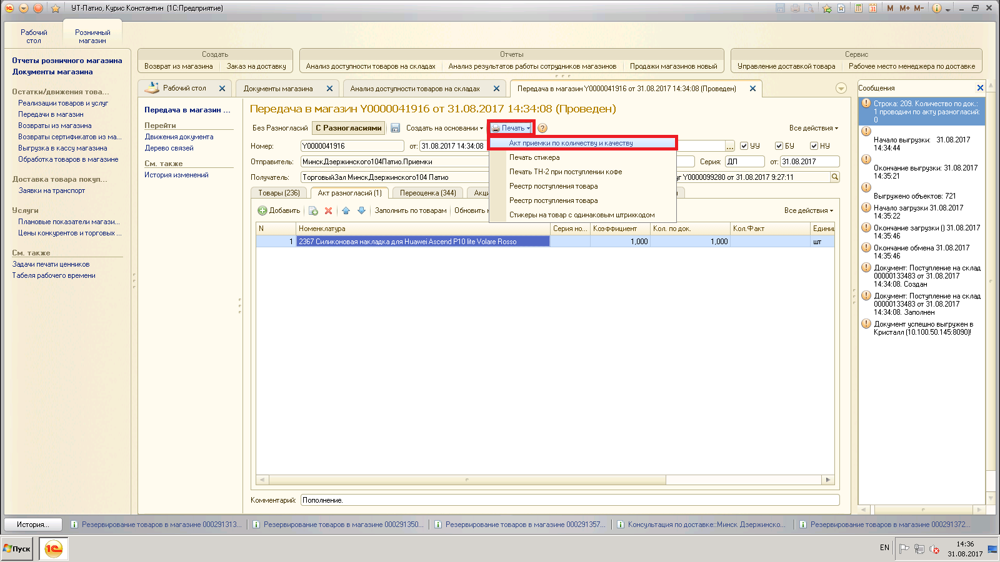 УТ-Патио, Курис Константин (1С:Предприятие)
M M+ M-
Рабочий стол
Розничный магазин
Создать
Возврат из магазина
Заказ на доставку
Отчеты
Анализ доступности товаров на складах
Анализ результатов работы сотрудников магазинов
Продажи магазинов новый
Сервис
Управление доставкой товара
Рабочее место менеджера по доставке
Отчеты розничного магазина
Документы магазина
Остатки/движения това...
Реализации товаров и услуг
Передачи в магазин
Возвраты из магазина
Возвраты сертификатов из ма...
Выгрузка в кассу магазина
Обработка товаров в магазине
Доставка товара покуп...
Заявки на транспорт
Услуги
Плановые показатели магази...
Цены конкурентов и торговых ...
См. также
Задачи печати ценников
Табеля рабочего времени
Рабочий стол
Документы магазина
Анализ доступности товаров на складах
Передача в магазин Y0000041916 от 31.08.2017 14:34:08 (Проведен)
Передача в магазин ...
Перейти
Движения документа
Дерево связей
См. также
История изменений
Передача в магазин Y0000041916 от 31.08.2017 14:34:08 (Проведен)
Без Разногласий
С Разногласиями
Создать на основании
Печать
Все действия
Номер:
Y0000041916
от:
31.08.2017 14:34:08
...
УУ
БУ
НУ
Отправитель:
МинскДзержинского104Патио.Приемки
Серия:
ДП
от:
31.08.2017
Получатель:
ТорговыйЗал МинскДзержинского104 Патио
Y0000099280 от 31.08.2017 9:27:11
Акт приемки по количеству и качеству
Печать стикера
Печать ТН-2 при поступлении кофе
Реестр поступления товара
Реестр поступления товара
Стикеры на товар с одинаковым штрихкодом
Товары (236)
Акт разногласий (1)
Переоценка (344)
Акци
Добавить
Заполнить по товарам
Обновить
Все действия
N
Номенклатура
Серия но...
Коэффициент
Кол. по док.
Кол.Факт
Едини
1
2367 Силиконовая накладка для Huawei Ascend P10 lite Volare Rosso
1,000
1,000
шт
Комментарий:
Пополнение.
Сообщения
Строка: 209. Количество по док.:
1 проводим по акту разногласий:
0
Начало выгрузки: 31.08.2017
14:34:44
Окончание выгрузки: 31.08.2017
14:35:21
Выгружено объектов: 721
Начало загрузки 31.08.2017
14:35:22
Окончание загрузки () 31.08.2017
14:35:46
Окончание обмена 31.08.2017
14:35:46
Документ: Поступление на склад
00000133483 от 31.08.2017
14:34:08. Создан
Документ: Поступление на склад
00000133483 от 31.08.2017
14:34:08. Заполнен
Документ успешно выгружен в
Кристалл (10.100.50.145:8090)!
История...
Резервирование товаров в магазине 000291313...
Резервирование товаров в магазине 000291350...
Резервирование товаров в магазине 000291357...
Консультация по доставке::Минск Дзержинско...
Резервирование товаров в магазине 000291372...
Пуск
EN
14:36
31.08.2017